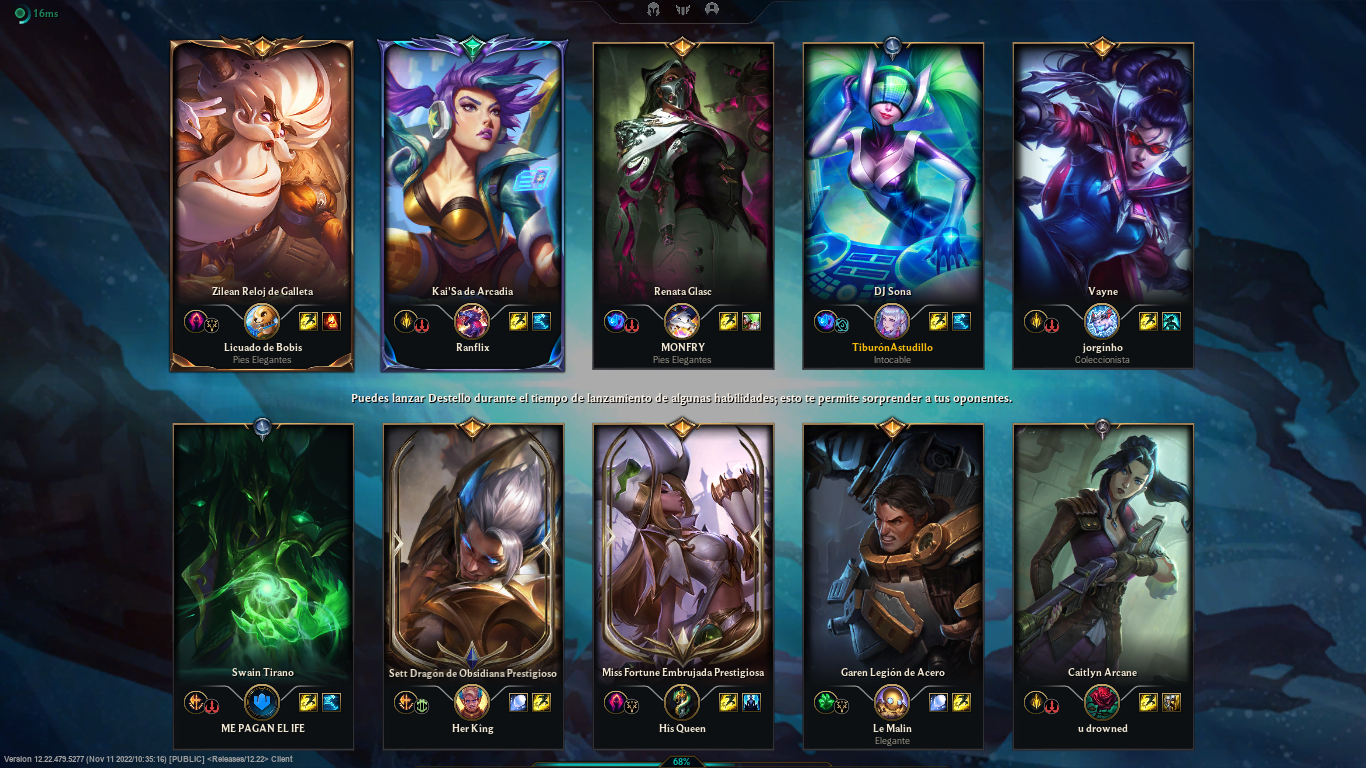 16ms
Zilean Reloj de Galleta
Licuado de Bobis
Pies Elegantes
Kai'Sa de Arcadia
Ranflix
Renata Glasc
MONFRY
Pies Elegantes
DJ Sona
TiburónAstudillo
Intocable
Vayne
jorginho
Coleccionista
Puedes lanzar Destello durante el tiempo de lanzamiento de algunas habilidades; esto te permite sorprender a tus oponentes.
Swain Tirano
ME PAGAN EL IFE
Sett Dragón de Obsidiana Prestigioso
Her King
Miss Fortune Embrujada Prestigiosa
His Queen
Garen Legión de Acero
Le Malin
Elegante
Caitlyn Arcane
u drowned
Version 12.22.479.5277 (Nov 11 2022/10:35:16) [PUBLIC] <Releases/12.22> Client
68%